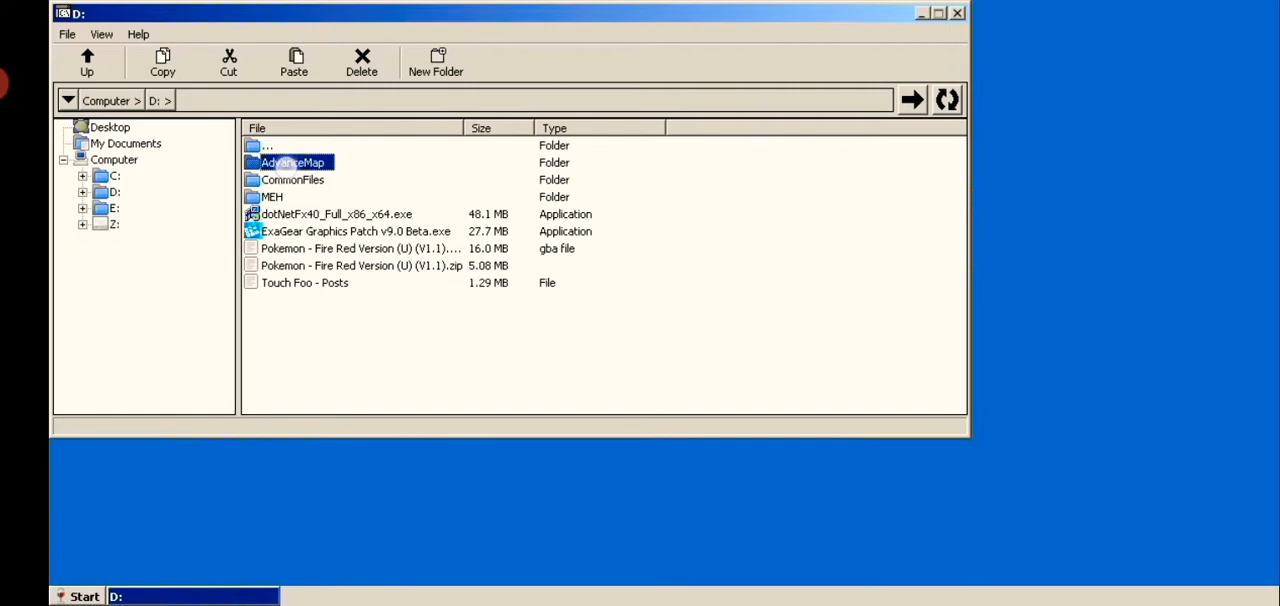 D:
File View Help
Up Copy Cut Paste Delete New Folder
Computer > D: >
Desktop
My Documents
Computer
C:
D:
E:
Z:
File Size Type
... Folder
AdvanceMap Folder
CommonFiles Folder
MEH Folder
dotNetFx40_Full_x86_x64.exe 48.1 MB Application
ExaGear Graphics Patch v9.0 Beta.exe 27.7 MB Application
Pokemon - Fire Red Version (U) (V1.1).... 16.0 MB gba file
Pokemon - Fire Red Version (U) (V1.1).zip 5.08 MB
Touch Foo - Posts 1.29 MB File
Start D: